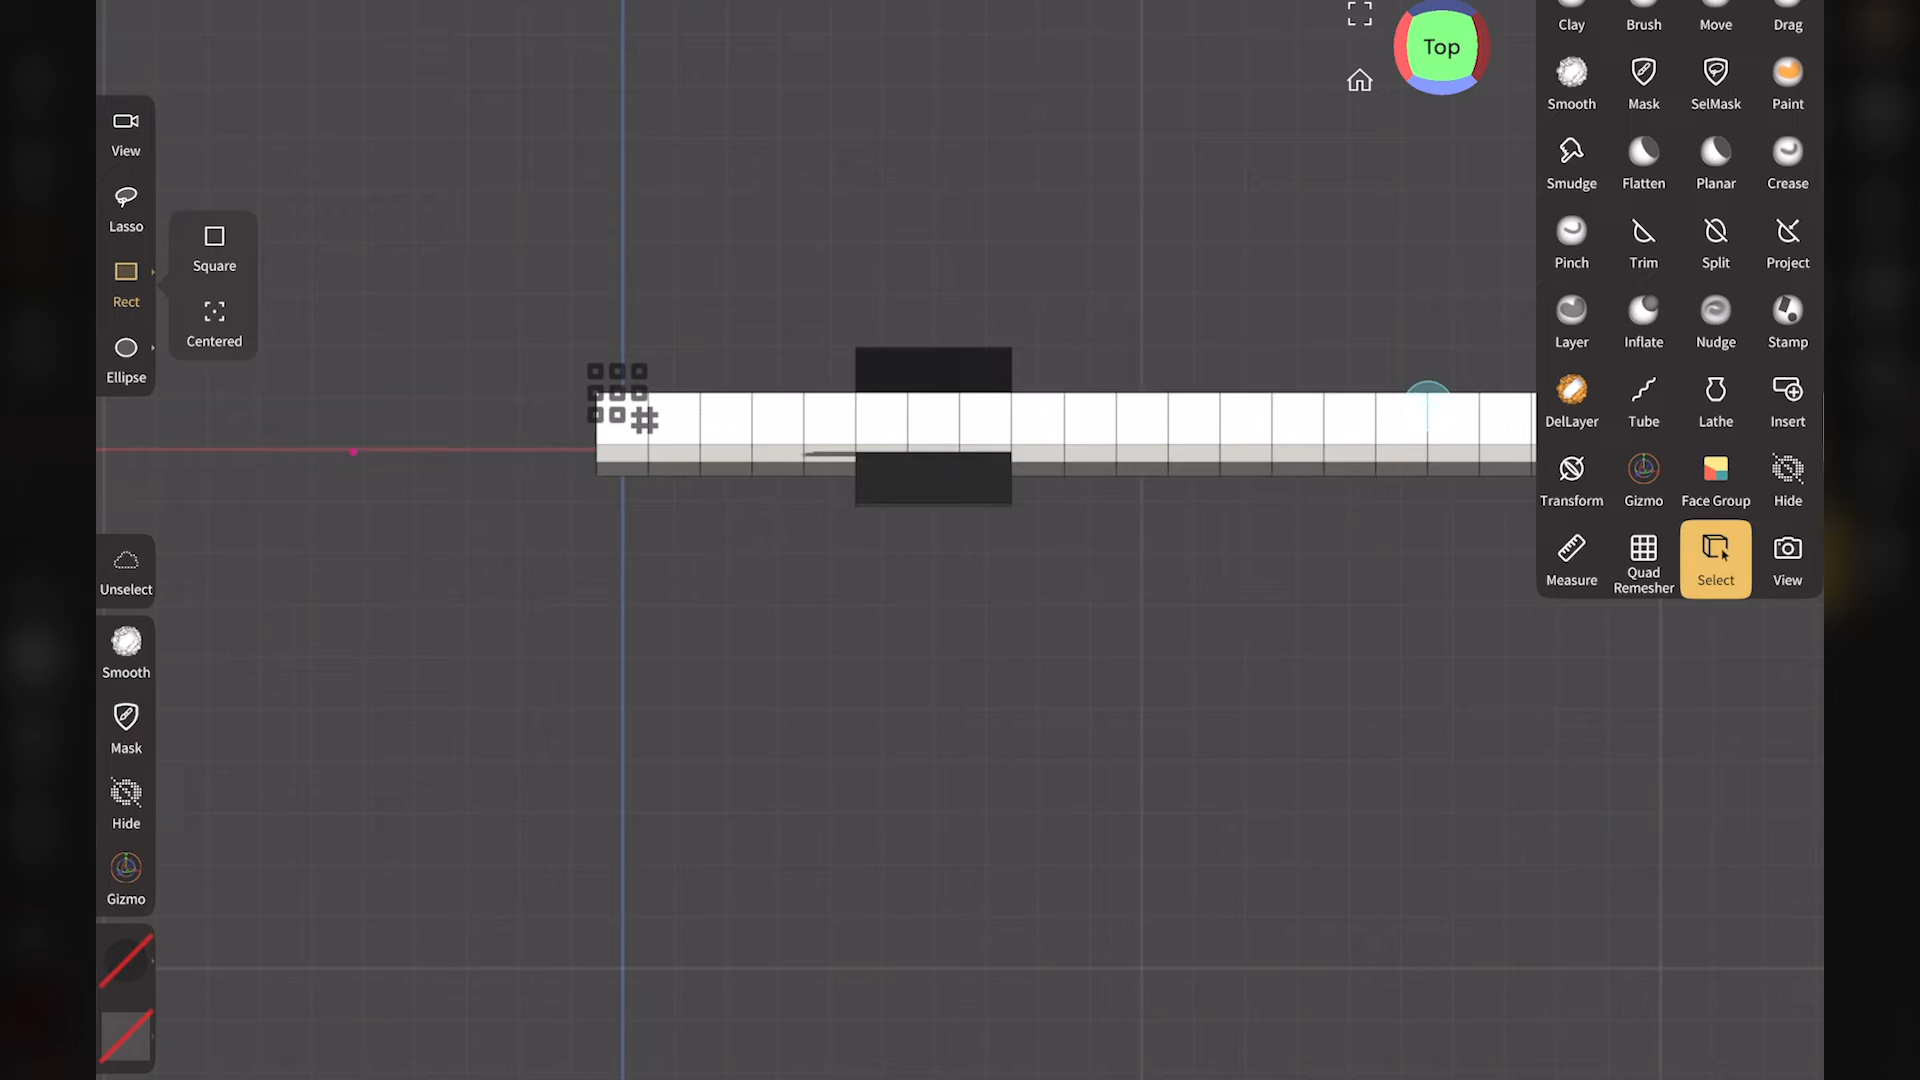 Top
Clay
Brush
Move
Drag
Smooth
Mask
SelMask
Paint
Smudge
Flatten
Planar
Crease
Pinch
Trim
Split
Project
Layer
Inflate
Nudge
Stamp
DelLayer
Tube
Lathe
Insert
Transform
Gizmo
Face Group
Hide
Measure
Quad
Remesher
Select
View
View
Lasso
Rect
Ellipse
Square
Centered
Unselect
Smooth
Mask
Hide
Gizmo